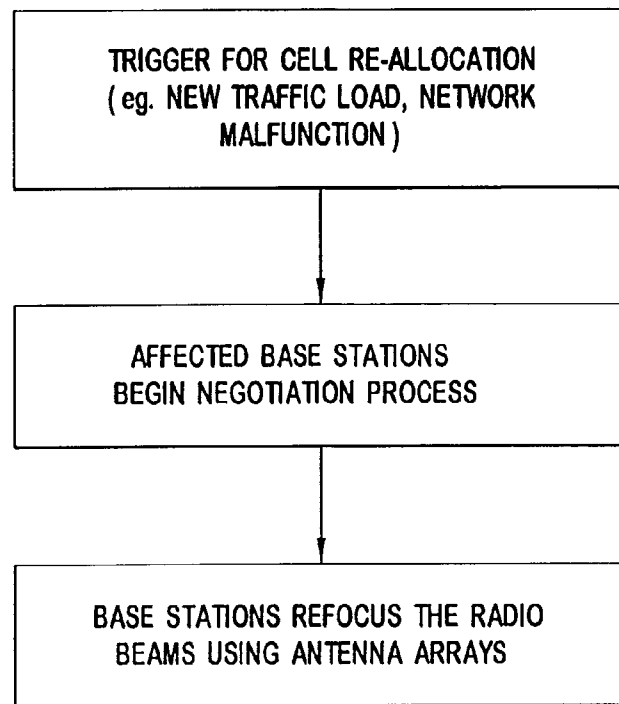 TRIGGER FOR CELL RE-ALLOCATION
( eg. NEW TRAFFIC LOAD, NETWORK
MALFUNCTION )
AFFECTED BASE STATIONS
BEGIN NEGOTIATION PROCESS
BASE STATIONS REFOCUS THE RADIO
BEAMS USING ANTENNA ARRAYS